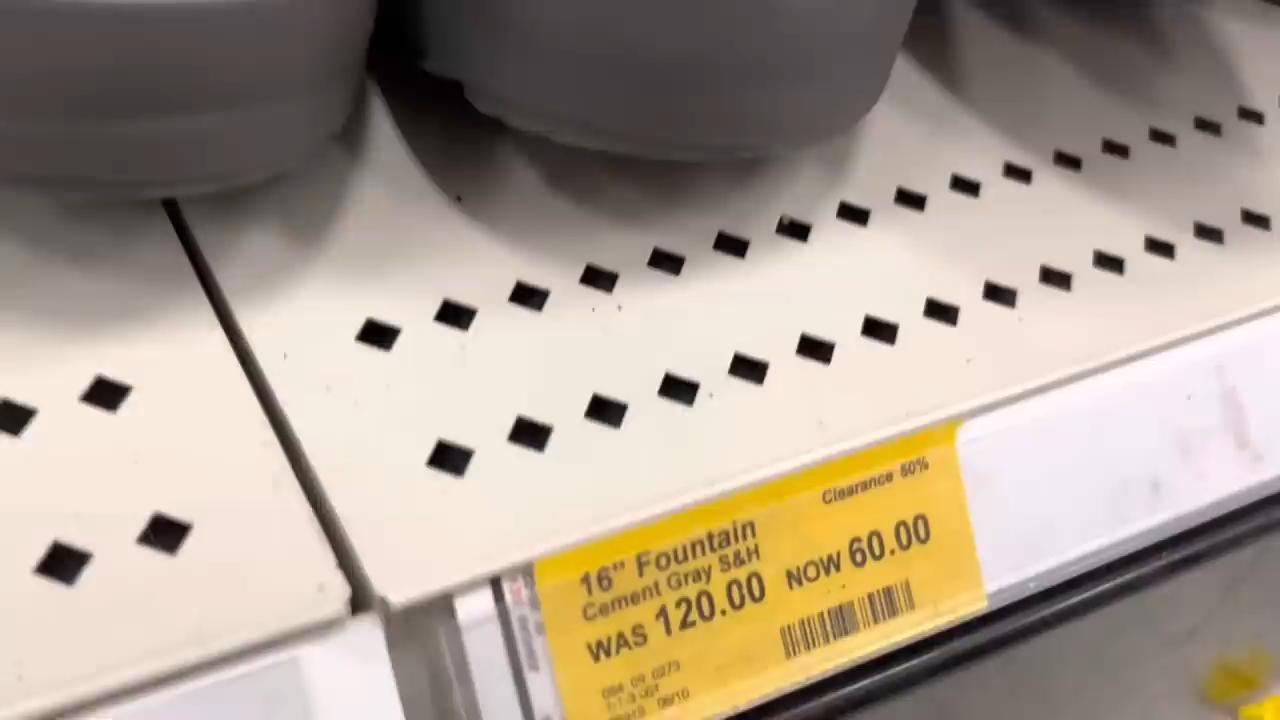 Clearance 50%
16" Fountain
Cement Gray S&H
WAS 120.00 NOW 60.00